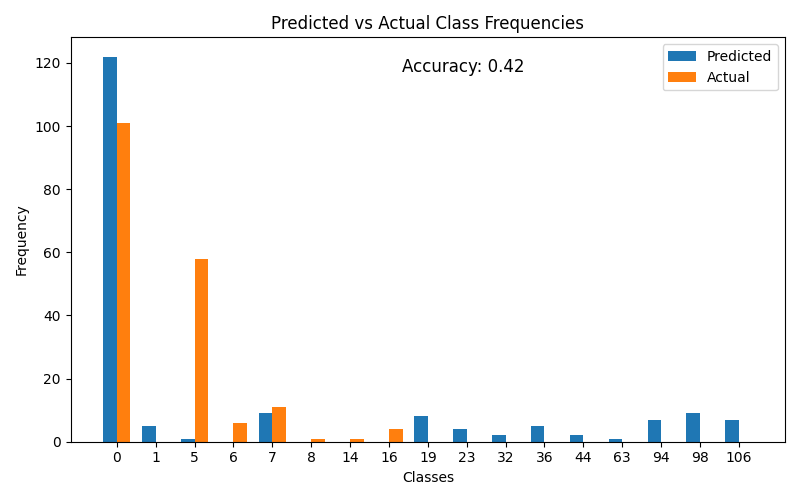 Predicted vs Actual Class Frequencies
Accuracy: 0.42
Predicted
Actual
Frequency
120
100
80
60
40
20
0
0 1 5 6 7 8 14 16 19 23 32 36 44 63 94 98 106
Classes